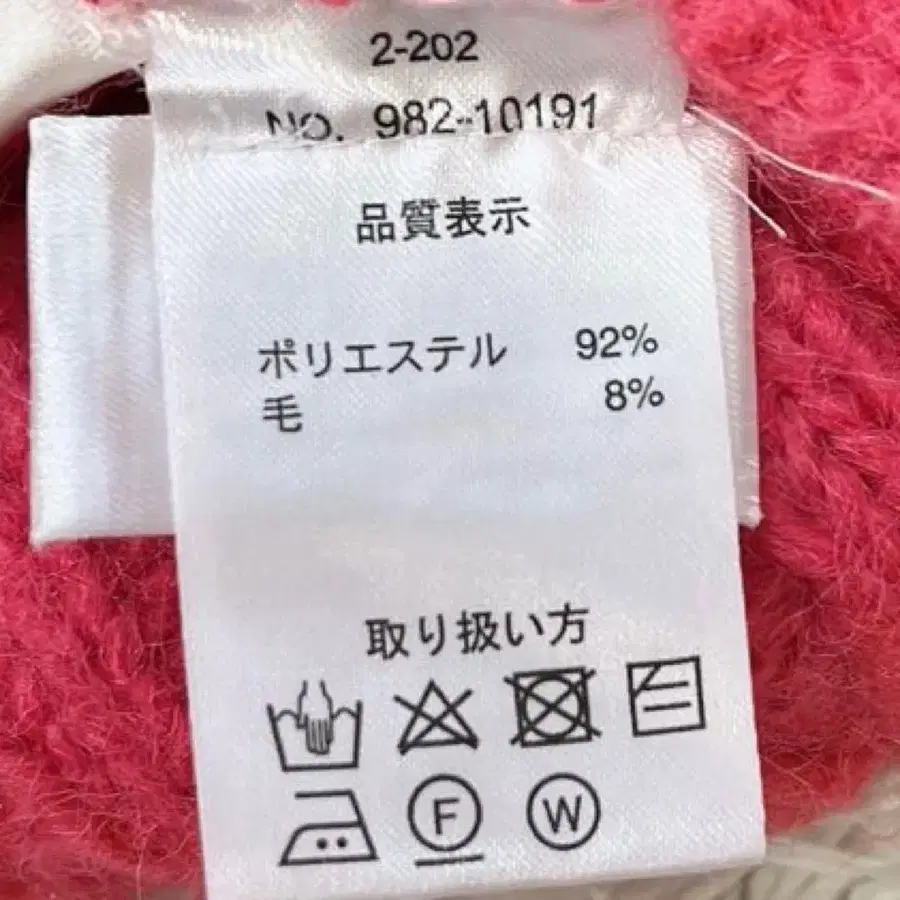 2-202
NO. 982-10191
品質表示
ポリエステル 92%
毛 8%
取り扱い方
F W